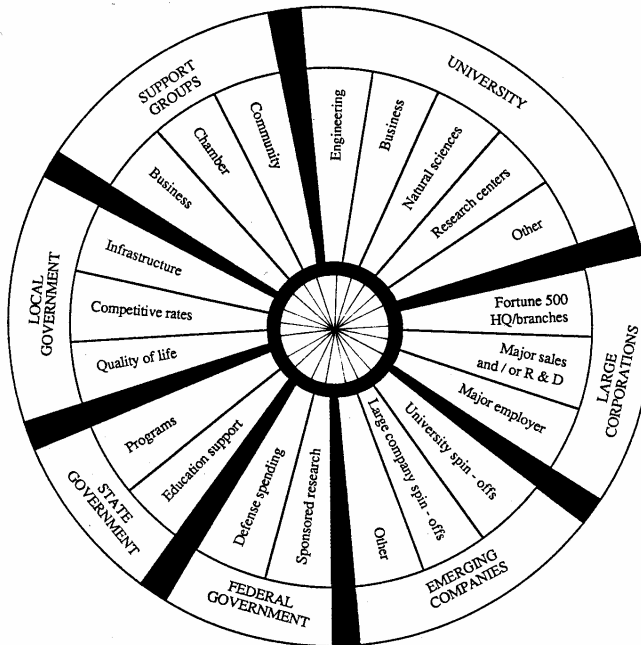 SUPPORT
GROUPS
Business
Chamber
Community
UNIVERSITY
Engineering
Business
Natural sciences
Research centers
Other
LARGE
CORPORATIONS
Fortune 500
HQ/branches
Major sales
and / or R & D
Major employer
EMERGING
COMPANIES
University spin - offs
Large company spin - offs
Other
FEDERAL
GOVERNMENT
Sponsored research
Defense spending
STATE
GOVERNMENT
Education support
Programs
LOCAL
GOVERNMENT
Quality of life
Competitive rates
Infrastructure